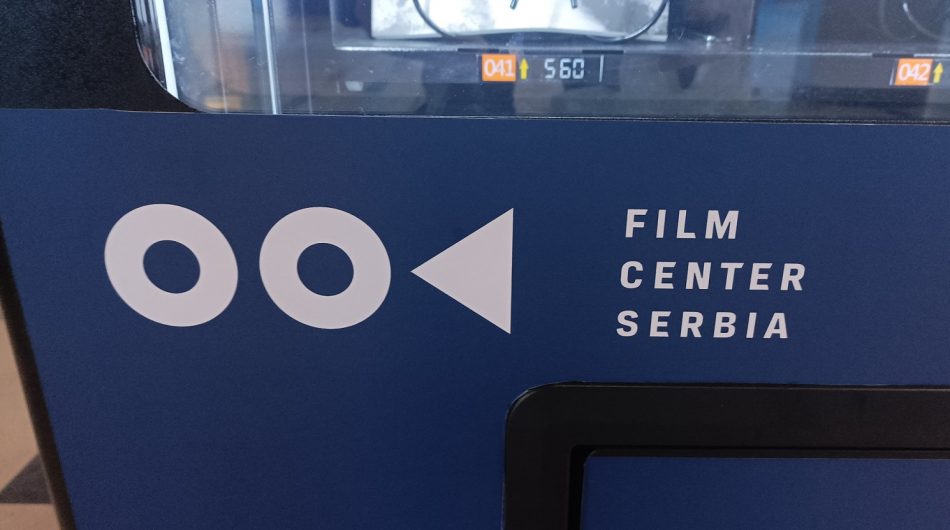 041 560
042
FILM
CENTER
SERBIA